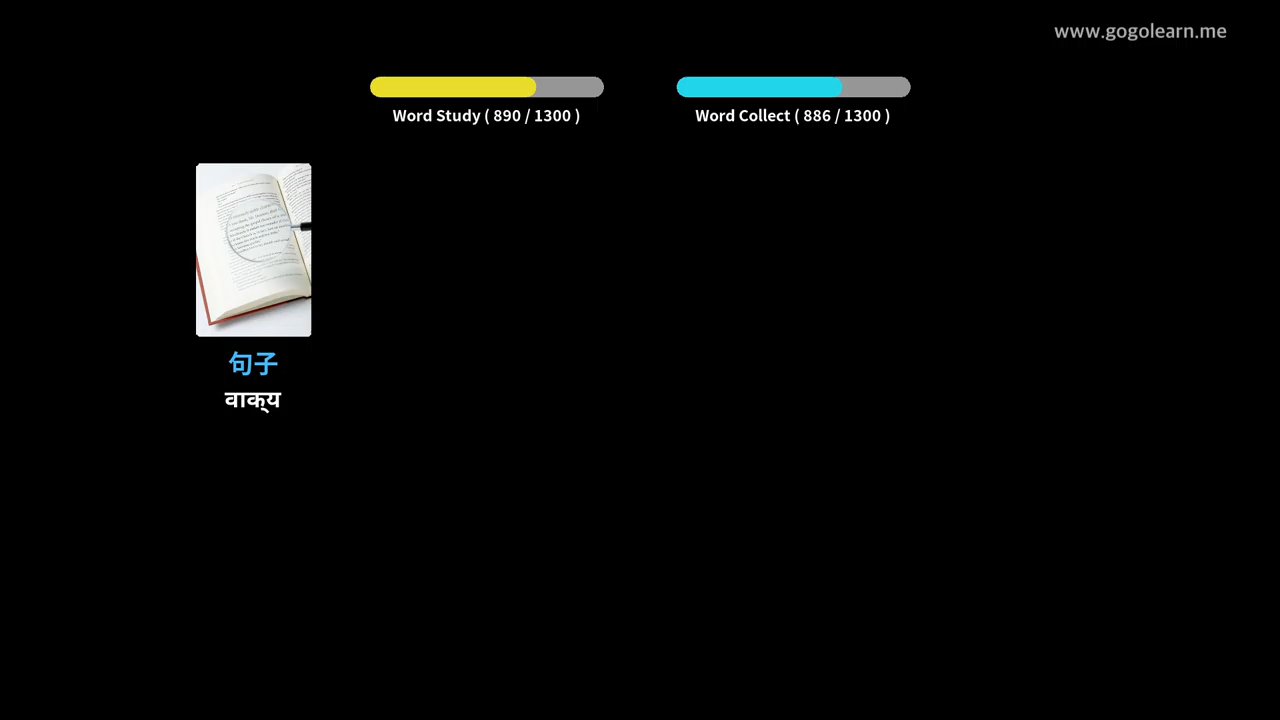 www.gogolearn.me
Word Study ( 890 / 1300 )
Word Collect ( 886 / 1300 )
句子
वाक्य